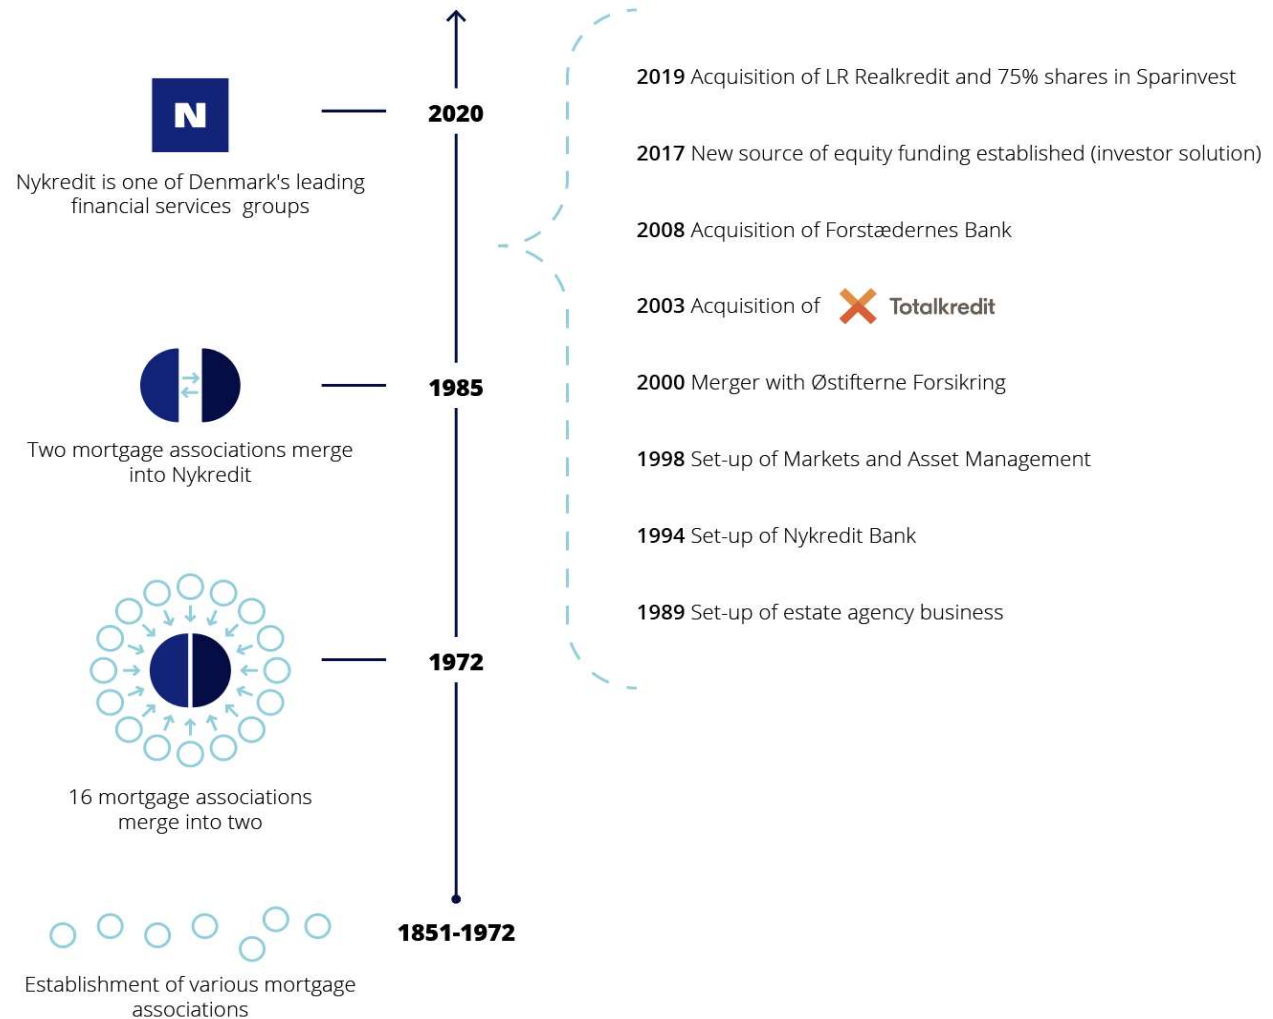 N
2020
Nykredit is one of Denmark's leading
financial services groups
1985
Two mortgage associations merge
into Nykredit
1972
16 mortgage associations
merge into two
1851-1972
Establishment of various mortgage
associations
2019 Acquisition of LR Realkredit and 75% shares in Sparinvest
2017 New source of equity funding established (investor solution)
2008 Acquisition of Forstædernes Bank
2003 Acquisition of Totalkredit
2000 Merger with Østifterne Forsikring
1998 Set-up of Markets and Asset Management
1994 Set-up of Nykredit Bank
1989 Set-up of estate agency business